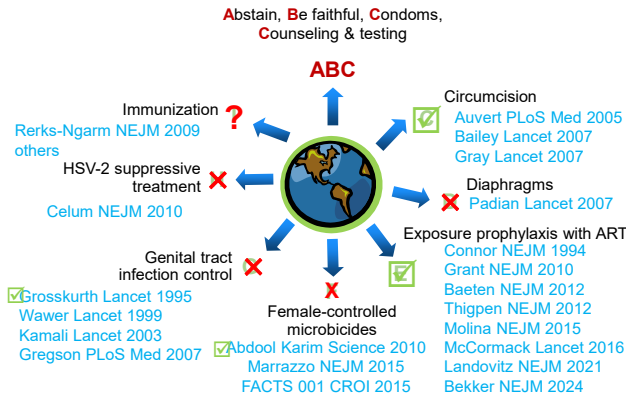 Abstain, Be faithful, Condoms,
Counseling & testing
ABC
Immunization ?
Rerks-Ngarm NEJM 2009
others
HSV-2 suppressive
treatment
Celum NEJM 2010
Genital tract
infection control
Grosskurth Lancet 1995
Wawer Lancet 1999
Kamali Lancet 2003
Gregson PLoS Med 2007
X
Female-controlled
microbicides
Abdool Karim Science 2010
Marrazzo NEJM 2015
FACTS 001 CROI 2015
Circumcision
C
Auvert PLoS Med 2005
Bailey Lancet 2007
Gray Lancet 2007
Diaphragms
Padian Lancet 2007
Exposure prophylaxis with ART
E
Connor NEJM 1994
Grant NEJM 2010
Baeten NEJM 2012
Thigpen NEJM 2012
Molina NEJM 2015
McCormack Lancet 2016
Landovitz NEJM 2021
Bekker NEJM 2024